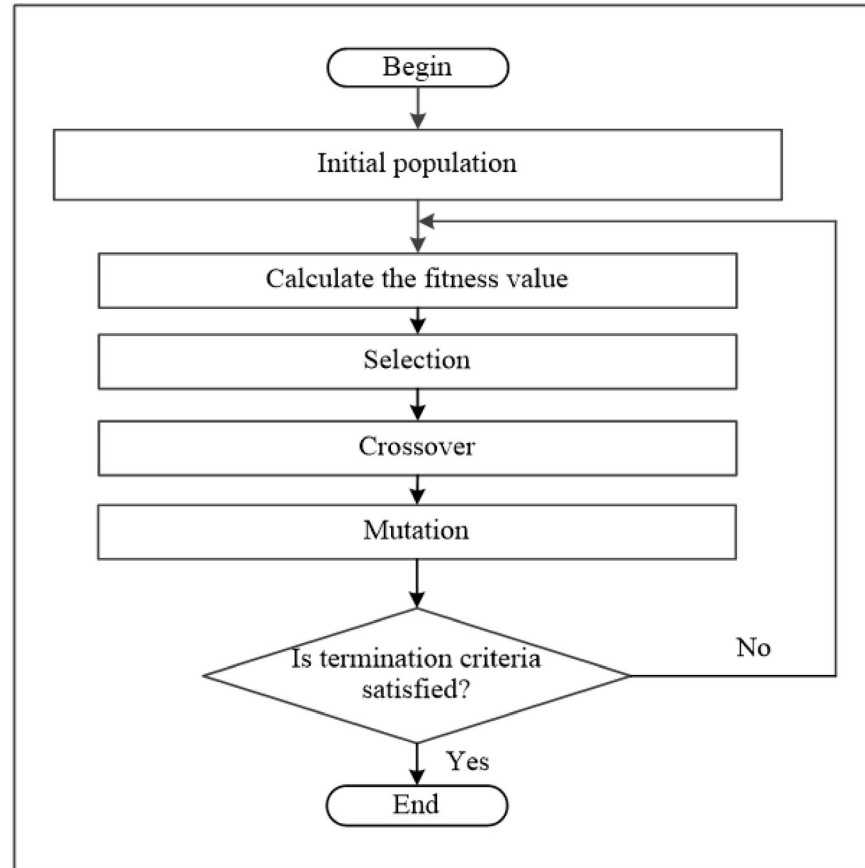 Begin
Initial population
Calculate the fitness value
Selection
Crossover
Mutation
Is termination criteria
satisfied?
No
Yes
End